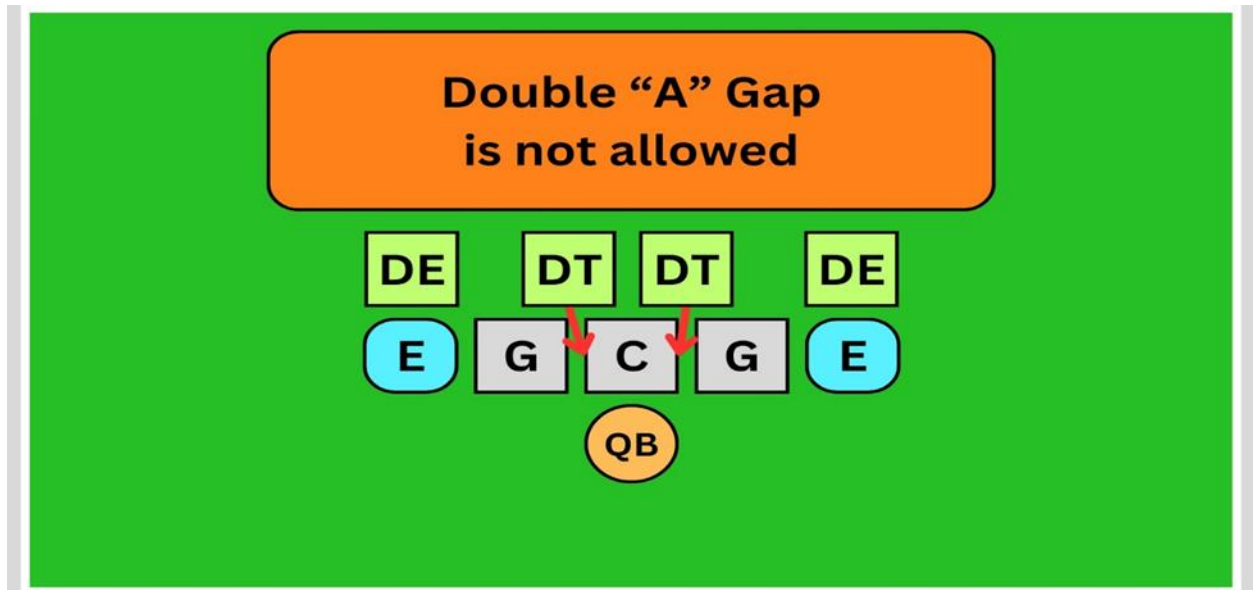 Double “A” Gap
is not allowed
DE DT DT DE
E G C G E
QB